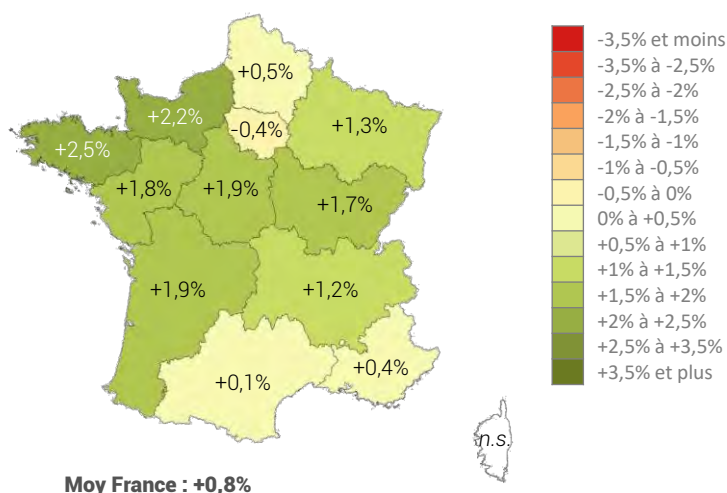 +0,5%
+2,2%
-0,4%
+1,3%
+2,5%
+1,8%
+1,9%
+1,7%
+1,9%
+1,2%
+0,4%
+0,1%
n.s.
Moy France : +0,8%
-3,5% et moins
-3,5% à -2,5%
-2,5% à -2%
-2% à -1,5%
-1,5% à -1%
-1% à -0,5%
-0,5% à 0%
0% à +0,5%
+0,5% à +1%
+1% à +1,5%
+1,5% à +2%
+2% à +2,5%
+2,5% à +3,5%
+3,5% et plus